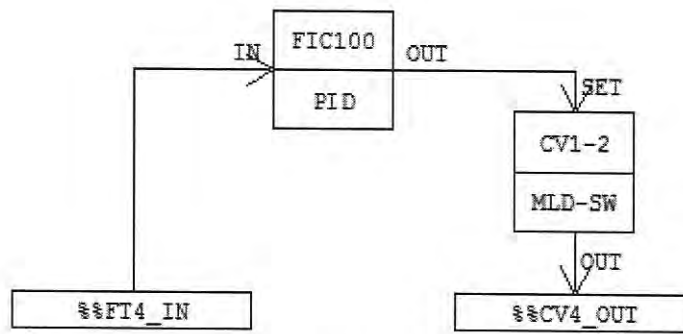 FIC100
IN
OUT
PID
SET
CV1-2
MLD-SW
OUT
%%FT4_IN
%%CV4_OUT